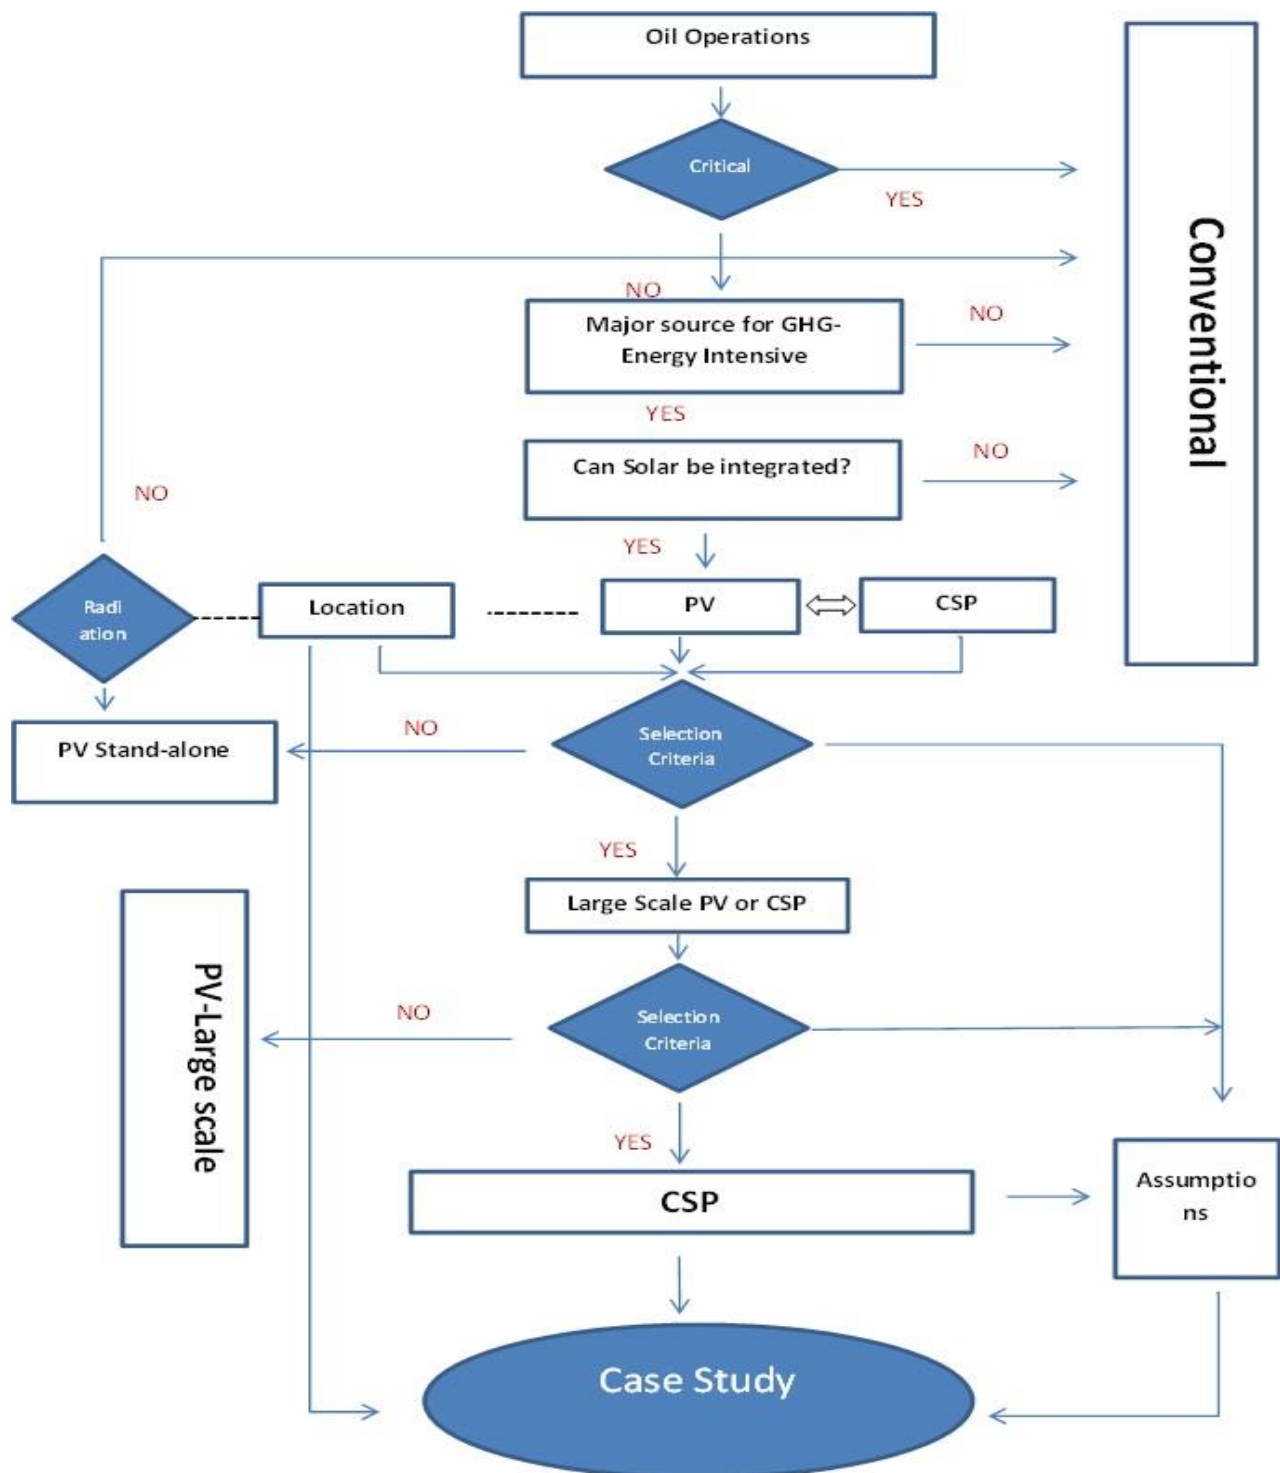 Oil Operations
Critical
YES
Conventional
NO
Major source for GHG-
Energy Intensive
NO
YES
Can Solar be integrated?
NO
NO
YES
Radi
ation
Location
PV
CSP
PV Stand-alone
NO
Selection
Criteria
YES
Large Scale PV or CSP
PV-Large scale
NO
Selection
Criteria
YES
CSP
Assumptio
ns
Case Study